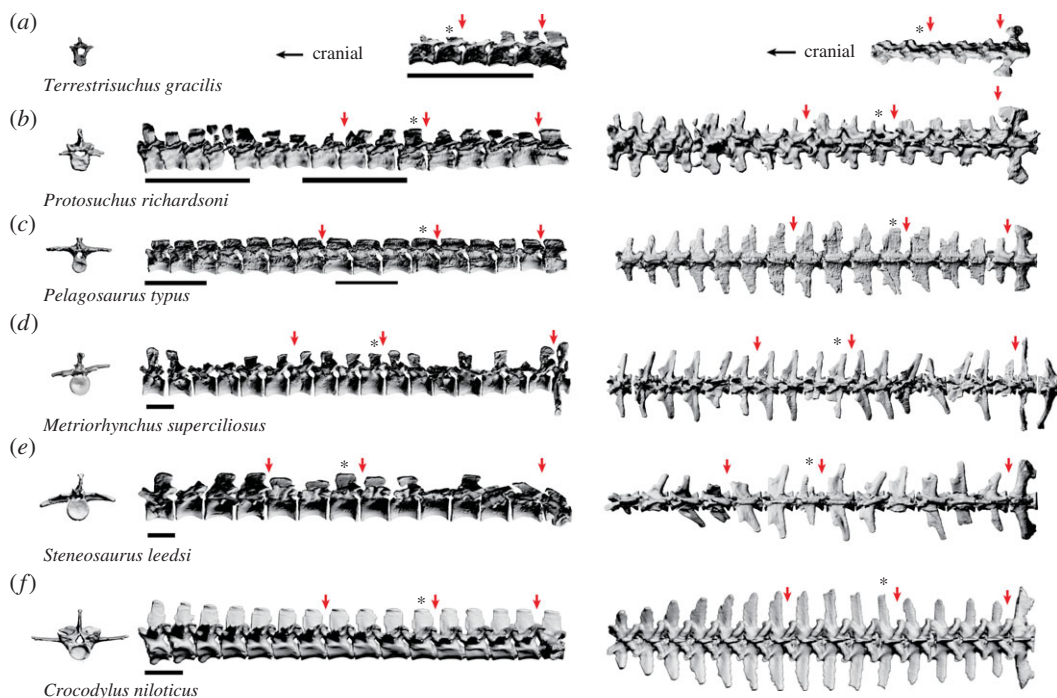 (a)
* *
cranial cranial
Terrestrisuchus gracilis
(b)
* *
Protosuchus richardsoni
(c)
* *
Pelagosaurus typus
(d)
* *
Metriorhynchus superciliosus
(e)
* *
Steneosaurus leedsi
(f)
* *
Crocodylus niloticus